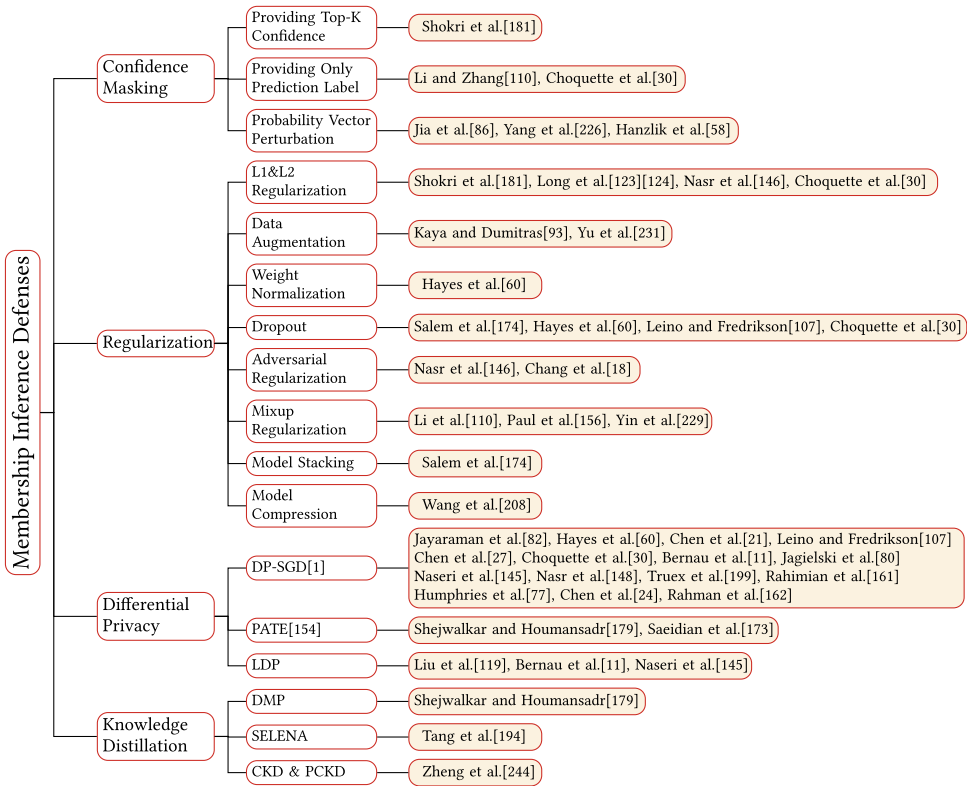 Membership Inference Defenses
Confidence
Masking
Providing Top-K
Confidence
Shokri et al.[181]
Providing Only
Prediction Label
Li and Zhang[110], Choquette et al.[30]
Probability Vector
Perturbation
Jia et al.[86], Yang et al.[226], Hanzlik et al.[58]
Regularization
L1&L2
Regularization
Shokri et al.[181], Long et al.[123][124], Nasr et al.[146], Choquette et al.[30]
Data
Augmentation
Kaya and Dumitras[93], Yu et al.[231]
Weight
Normalization
Hayes et al.[60]
Dropout
Salem et al.[174], Hayes et al.[60], Leino and Fredrikson[107], Choquette et al.[30]
Adversarial
Regularization
Nasr et al.[146], Chang et al.[18]
Mixup
Regularization
Li et al.[110], Paul et al.[156], Yin et al.[229]
Model Stacking
Salem et al.[174]
Model
Compression
Wang et al.[208]
Differential
Privacy
DP-SGD[1]
Jayaraman et al.[82], Hayes et al.[60], Chen et al.[21], Leino and Fredrikson[107]
Chen et al.[27], Choquette et al.[30], Bernau et al.[11], Jagielski et al.[80]
Naseri et al.[145], Nasr et al.[148], Truex et al.[199], Rahimian et al.[161]
Humphries et al.[77], Chen et al.[24], Rahman et al.[162]
PATE[154]
Shejwalkar and Houmansadr[179], Saeidian et al.[173]
LDP
Liu et al.[119], Bernau et al.[11], Naseri et al.[145]
Knowledge
Distillation
DMP
Shejwalkar and Houmansadr[179]
SELENA
Tang et al.[194]
CKD & PCKD
Zheng et al.[244]